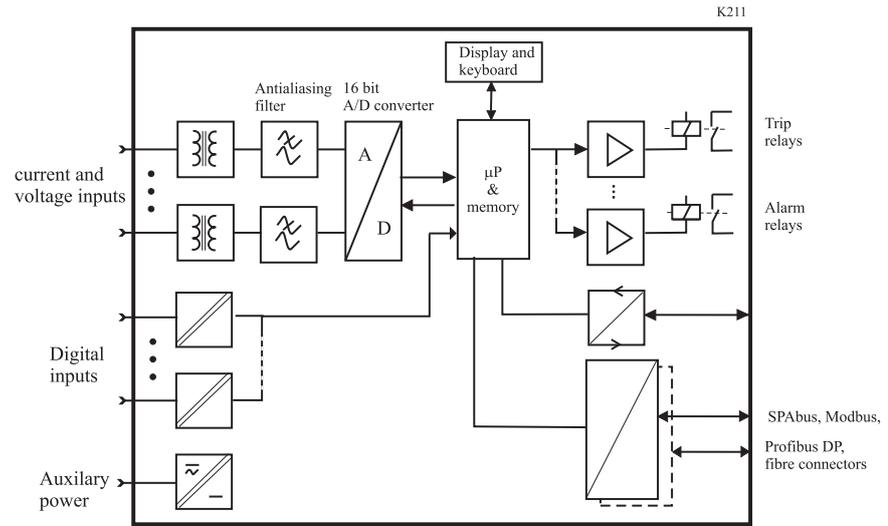 K211
Display and
keyboard
Antialiasing
filter
16 bit
A/D converter
Trip
relays
A
D
µP
&
memory
current and
voltage inputs
Alarm
relays
Digital
inputs
SPAbus, Modbus,
Profibus DP,
fibre connectors
Auxilary
power